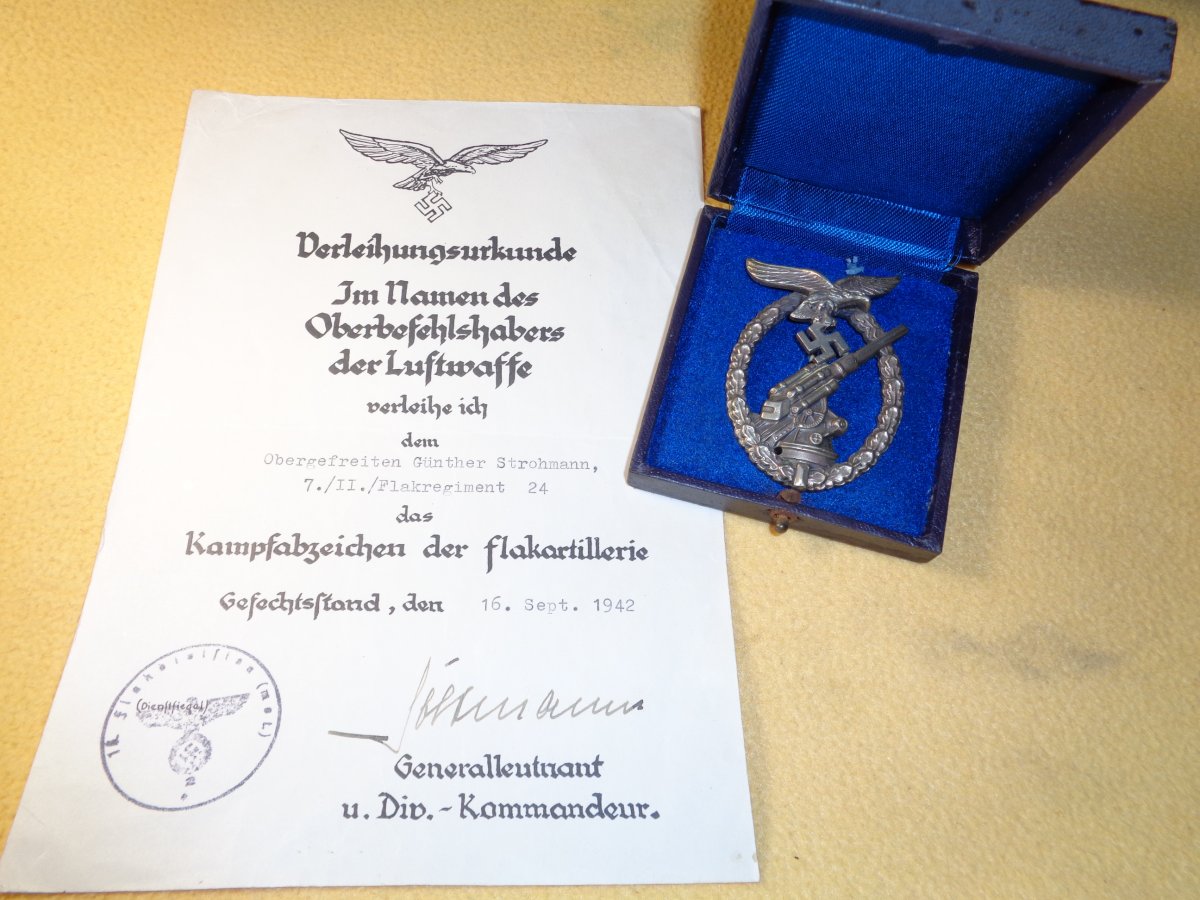 Verleihungsurkunde
Im Namen des
Oberbefehlshabers
der Luftwaffe
verleihe ich
dem
Obergefreiten Günther Strohmann,
7./II./Flakregiment 24
das
Kampfabzeichen der Flakartillerie
Gefechtsstand, den 16. Sept. 1942
(Dienstsiegel)
Generalleutnant
u. Div.-Kommandeur.